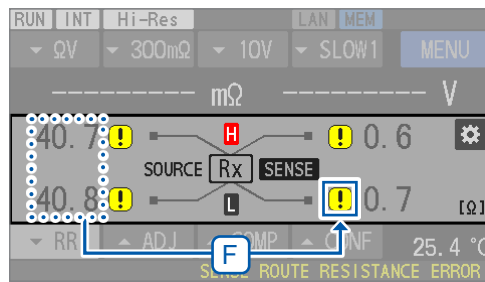 RUN INT Hi-Res LAN MEM
ΩV 300mΩ 10V SLOW1 MENU
---------- mΩ ---------- V
40.7 ! H ! 0.6
SOURCE Rx SENSE
40.8 ! L ! 0.7 [Ω]
RR ADJ COMP CONF 25.4 °C
F
SENSE ROUTE RESISTANCE ERROR